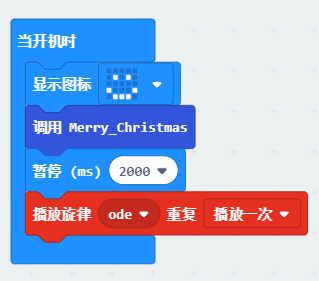 当开机时
显示图标
调用 Merry_Christmas
暂停 (ms) 2000
播放旋律 ode 重复 播放一次